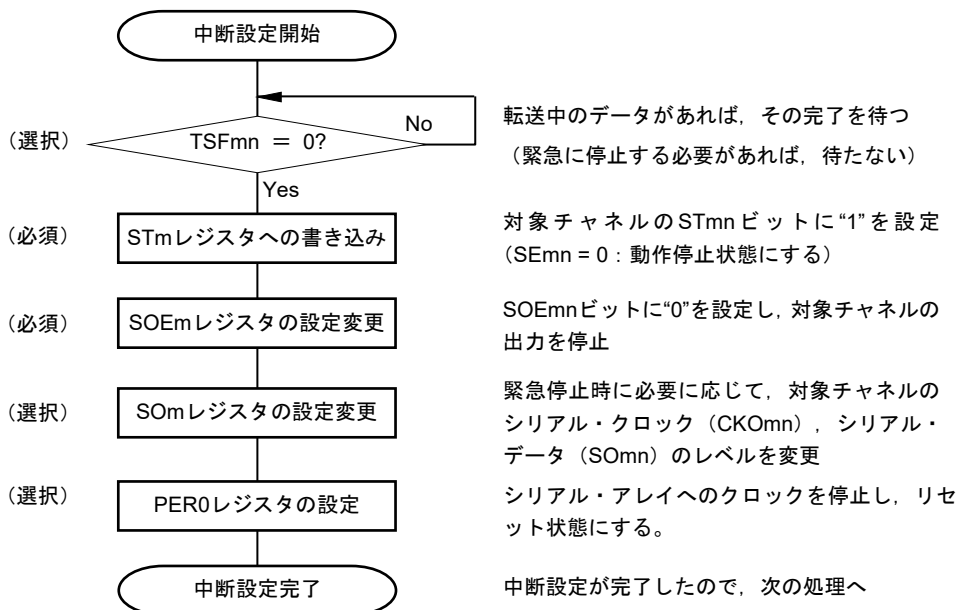 中断設定開始
（選択）
TSFmn ＝ 0?
No
転送中のデータがあれば，その完了を待つ
（緊急に停止する必要があれば，待たない）
Yes
（必須）
STmレジスタへの書き込み
対象チャネルのSTmnビットに“1”を設定
（SEmn = 0：動作停止状態にする）
（必須）
SOEmレジスタの設定変更
SOEmnビットに“0”を設定し，対象チャネルの
出力を停止
（選択）
SOmレジスタの設定変更
緊急停止時に必要に応じて，対象チャネルの
シリアル・クロック（CKOmn），シリアル・
データ（SOmn）のレベルを変更
（選択）
PER0レジスタの設定
シリアル・アレイへのクロックを停止し，リセ
ット状態にする。
中断設定完了
中断設定が完了したので，次の処理へ